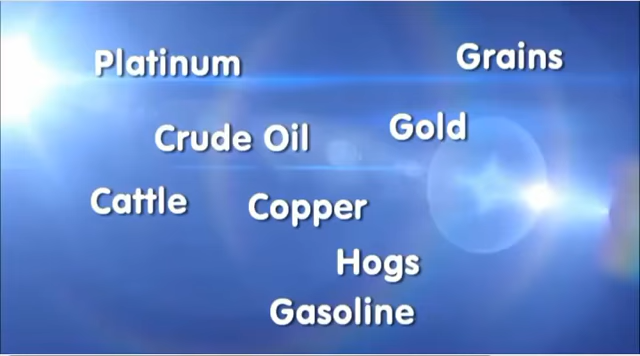 Platinum
Grains
Crude Oil
Gold
Cattle
Copper
Hogs
Gasoline